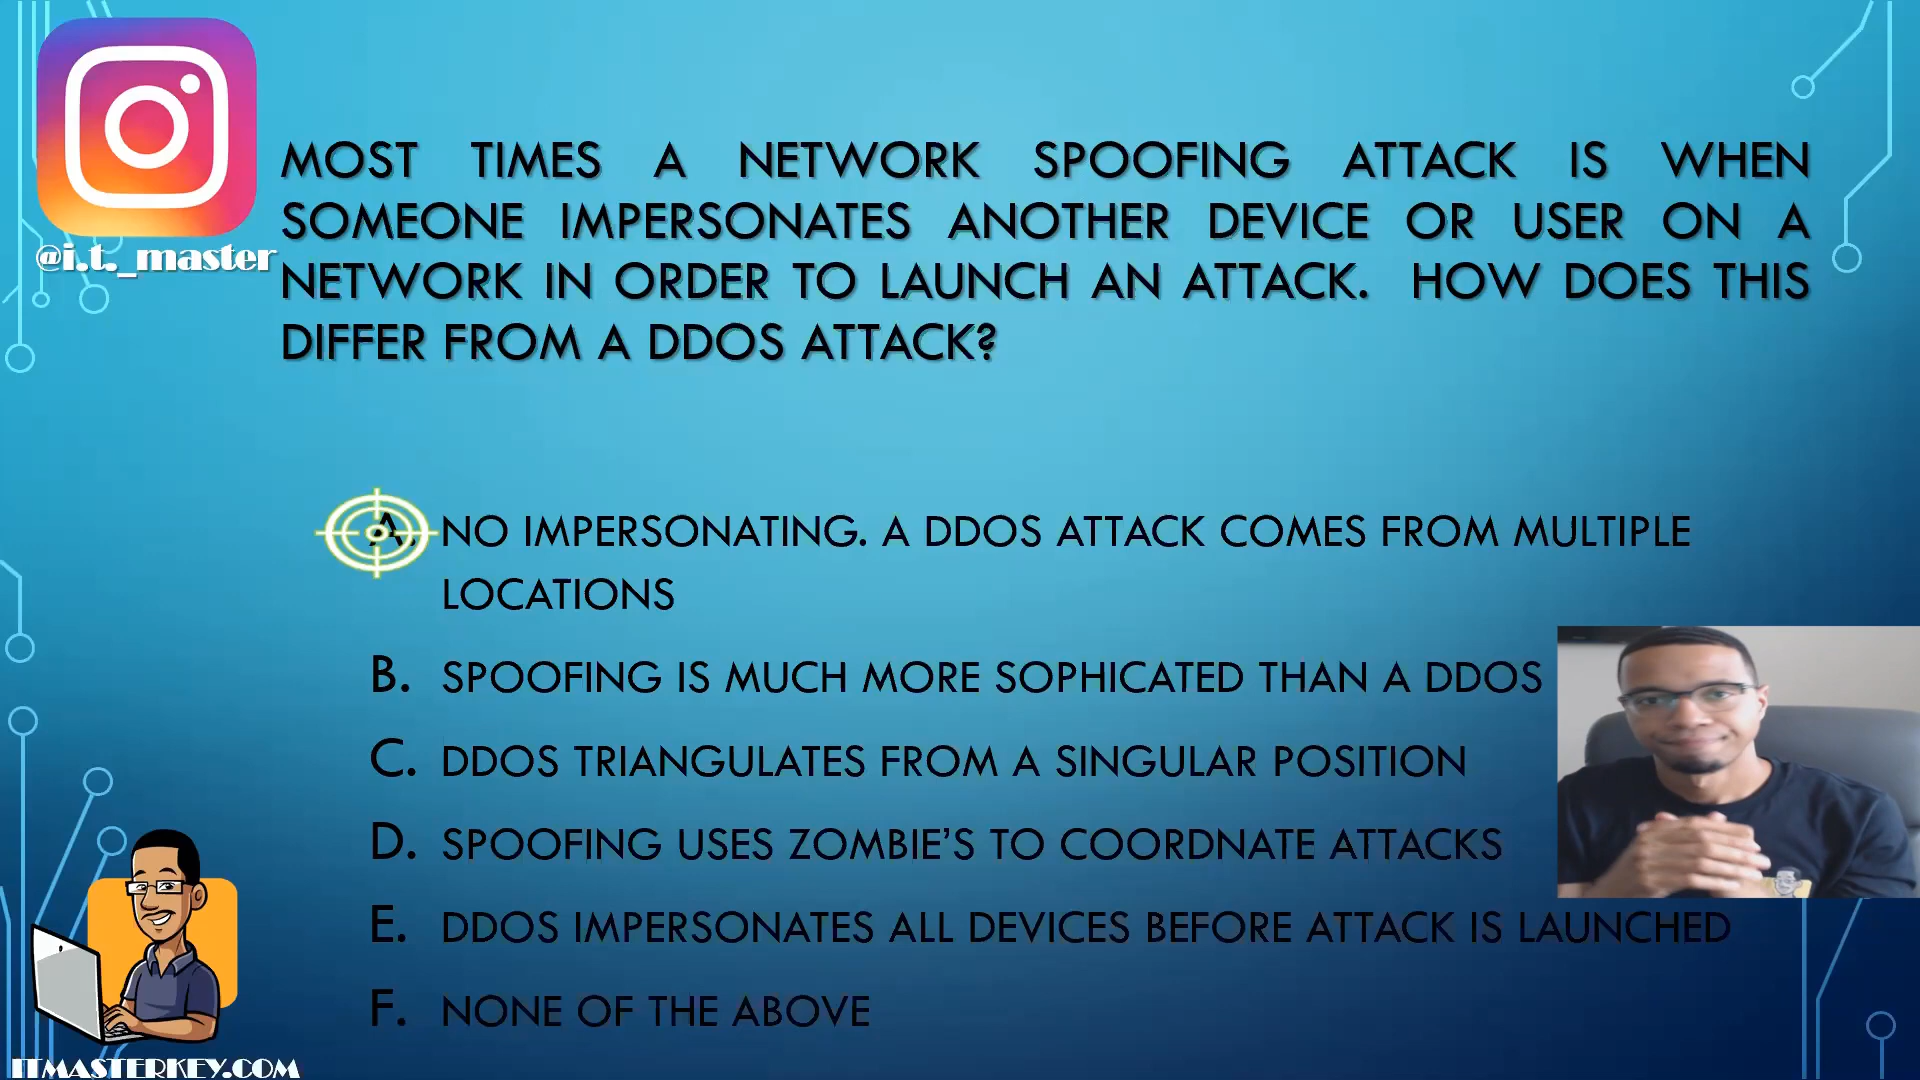 @i.t._master
MOST TIMES A NETWORK SPOOFING ATTACK IS WHEN
SOMEONE IMPERSONATES ANOTHER DEVICE OR USER ON A
NETWORK IN ORDER TO LAUNCH AN ATTACK. HOW DOES THIS
DIFFER FROM A DDOS ATTACK?
A. NO IMPERSONATING. A DDOS ATTACK COMES FROM MULTIPLE
LOCATIONS
B. SPOOFING IS MUCH MORE SOPHICATED THAN A DDOS
C. DDOS TRIANGULATES FROM A SINGULAR POSITION
D. SPOOFING USES ZOMBIE’S TO COORDNATE ATTACKS
E. DDOS IMPERSONATES ALL DEVICES BEFORE ATTACK IS LAUNCHED
F. NONE OF THE ABOVE
ITMASTERKEY.COM